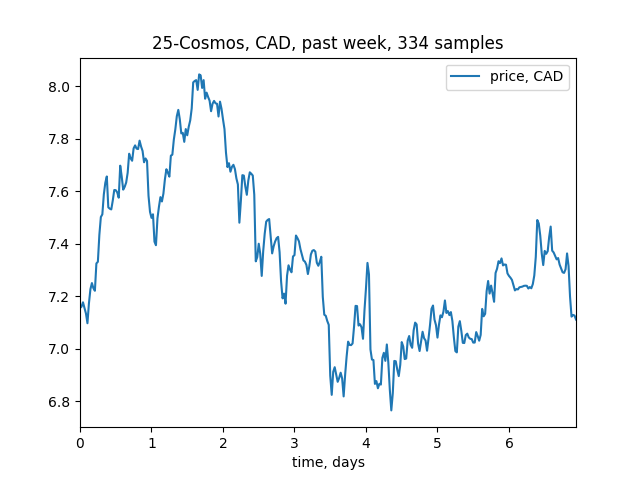 25-Cosmos, CAD, past week, 334 samples
price, CAD
8.0
7.8
7.6
7.4
7.2
7.0
6.8
0 1 2 3 4 5 6
time, days